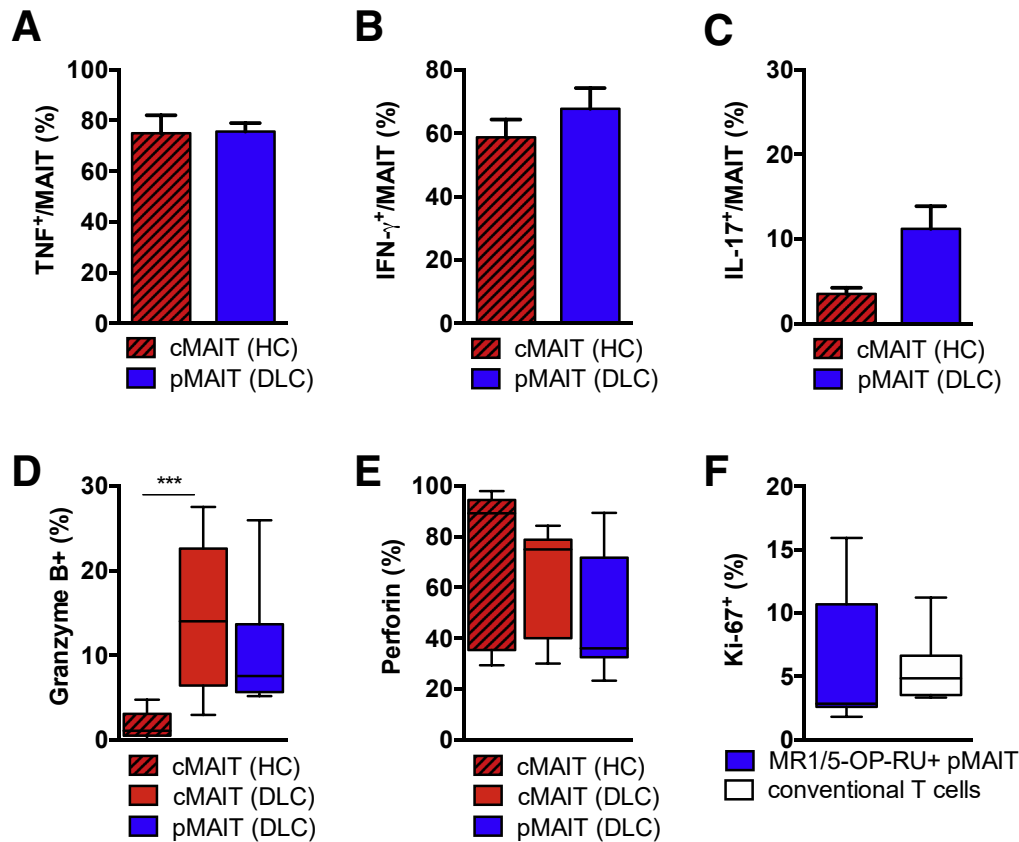 A
TNF+/MAIT (%)
100
80
60
40
20
0
cMAIT (HC)
pMAIT (DLC)
B
IFN-γ+/MAIT (%)
80
60
40
20
0
cMAIT (HC)
pMAIT (DLC)
C
IL-17+/MAIT (%)
30
20
10
0
cMAIT (HC)
pMAIT (DLC)
D
Granzyme B+ (%)
30
20
10
0
***
cMAIT (HC)
cMAIT (DLC)
pMAIT (DLC)
E
Perforin (%)
100
80
60
40
20
0
cMAIT (HC)
cMAIT (DLC)
pMAIT (DLC)
F
Ki-67+ (%)
20
15
10
5
0
MR1/5-OP-RU+ pMAIT
conventional T cells